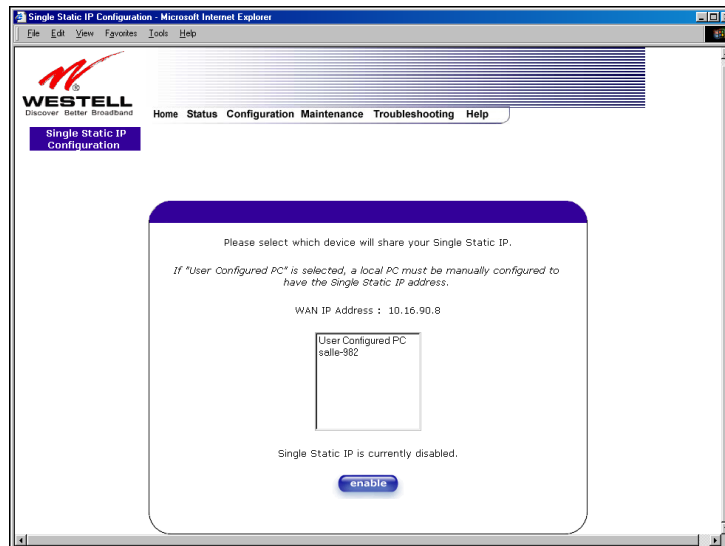 Single Static IP Configuration - Microsoft Internet Explorer
File Edit View Favorites Tools Help
®
WESTELL
Discover Better Broadband
Home Status Configuration Maintenance Troubleshooting Help
Single Static IP
Configuration
Please select which device will share your Single Static IP.
If "User Configured PC" is selected, a local PC must be manually configured to
have the Single Static IP address.
WAN IP Address : 10.16.90.8
User Configured PC
salle-982
Single Static IP is currently disabled.
enable